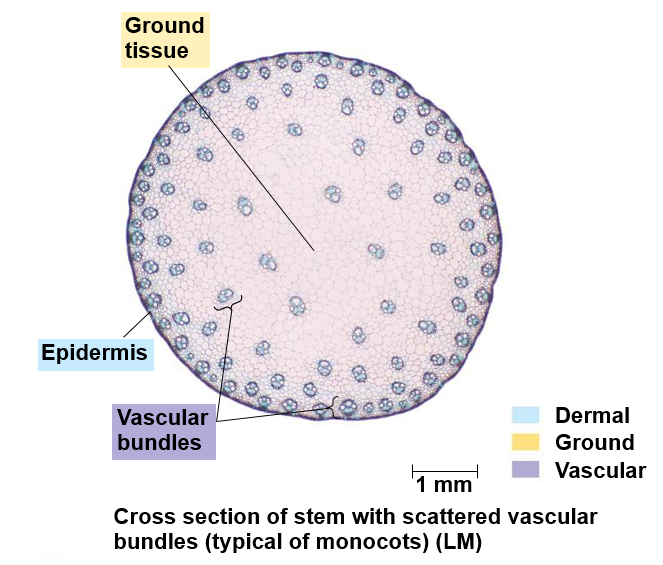 Ground
tissue
Epidermis
Vascular
bundles
Dermal
Ground
Vascular
1 mm
Cross section of stem with scattered vascular
bundles (typical of monocots) (LM)